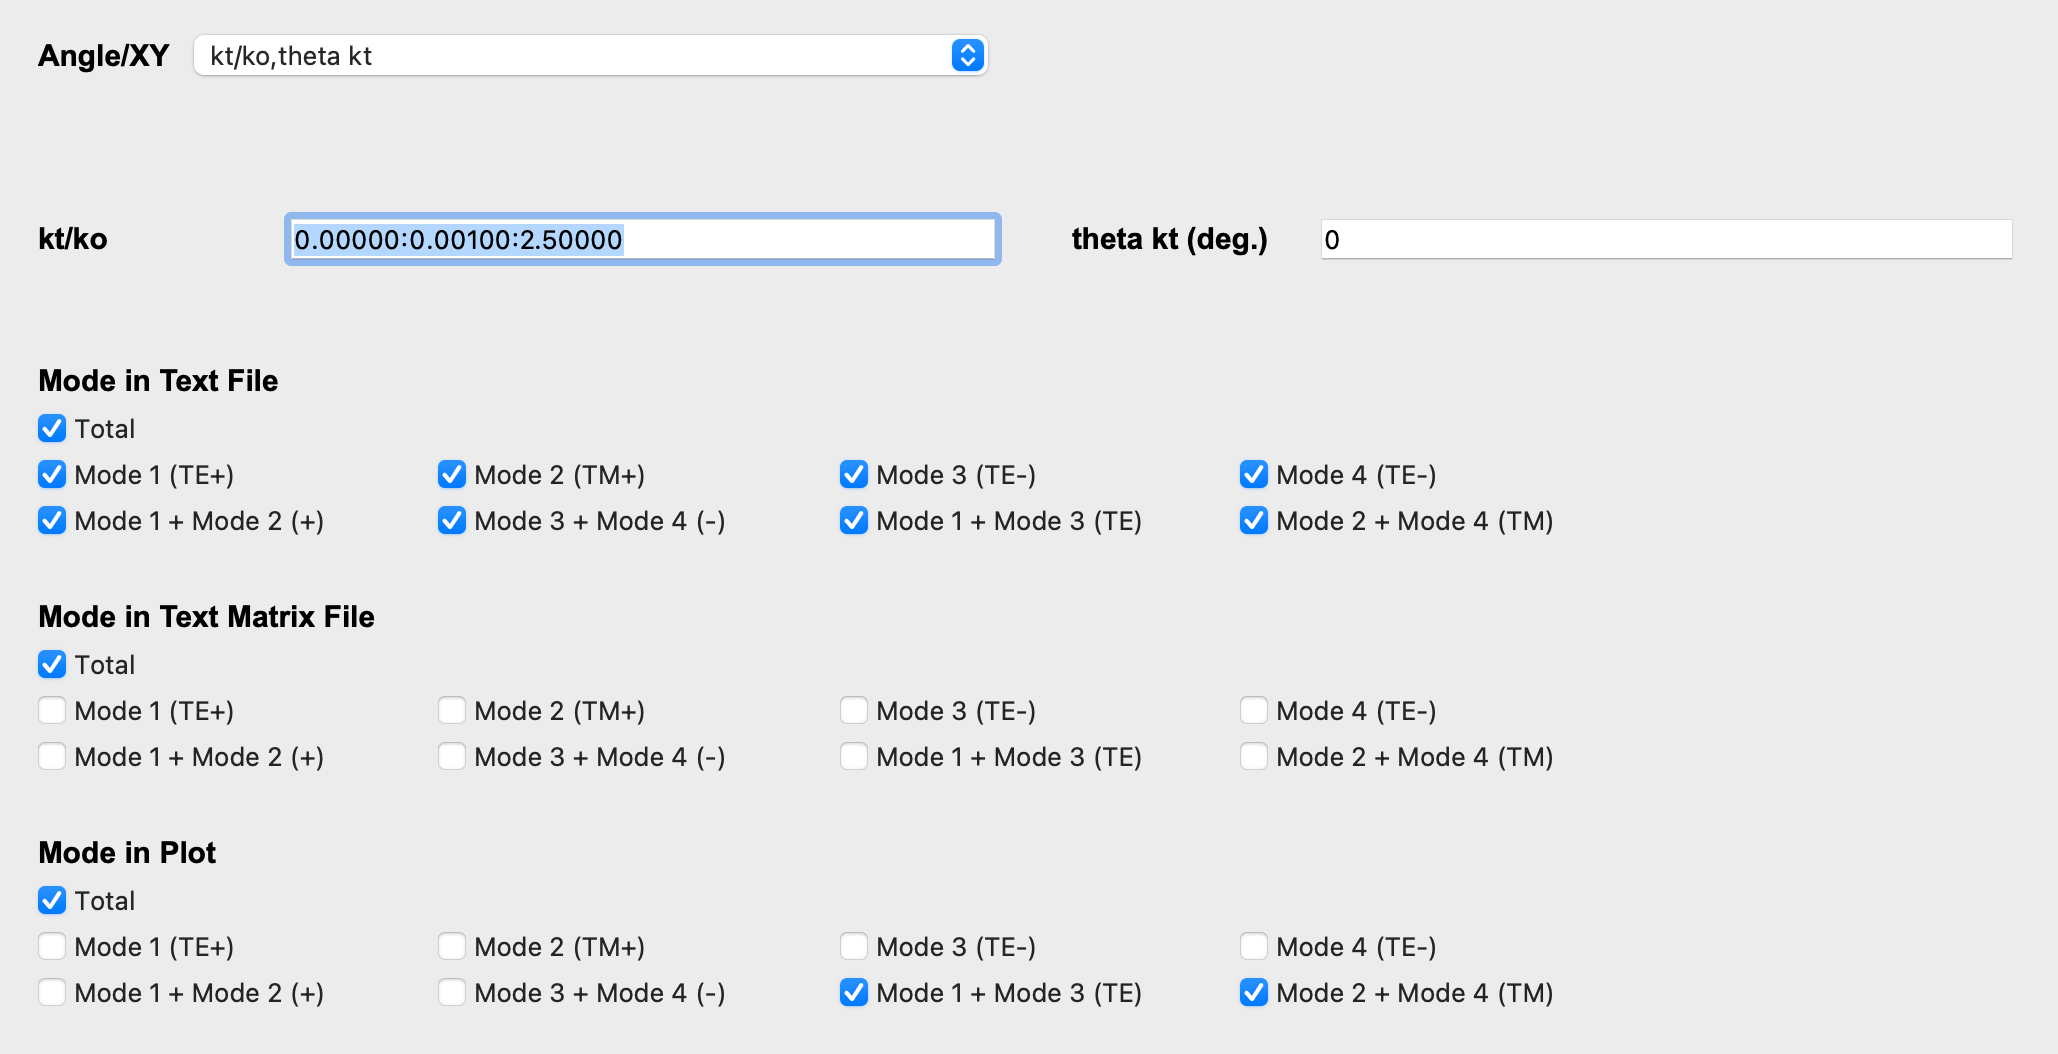 Angle/XY kt/ko,theta kt
kt/ko 0.00000:0.00100:2.50000 theta kt (deg.) 0
Mode in Text File
Total
Mode 1 (TE+) Mode 2 (TM+) Mode 3 (TE-) Mode 4 (TE-)
Mode 1 + Mode 2 (+) Mode 3 + Mode 4 (-) Mode 1 + Mode 3 (TE) Mode 2 + Mode 4 (TM)
Mode in Text Matrix File
Total
Mode 1 (TE+) Mode 2 (TM+) Mode 3 (TE-) Mode 4 (TE-)
Mode 1 + Mode 2 (+) Mode 3 + Mode 4 (-) Mode 1 + Mode 3 (TE) Mode 2 + Mode 4 (TM)
Mode in Plot
Total
Mode 1 (TE+) Mode 2 (TM+) Mode 3 (TE-) Mode 4 (TE-)
Mode 1 + Mode 2 (+) Mode 3 + Mode 4 (-) Mode 1 + Mode 3 (TE) Mode 2 + Mode 4 (TM)